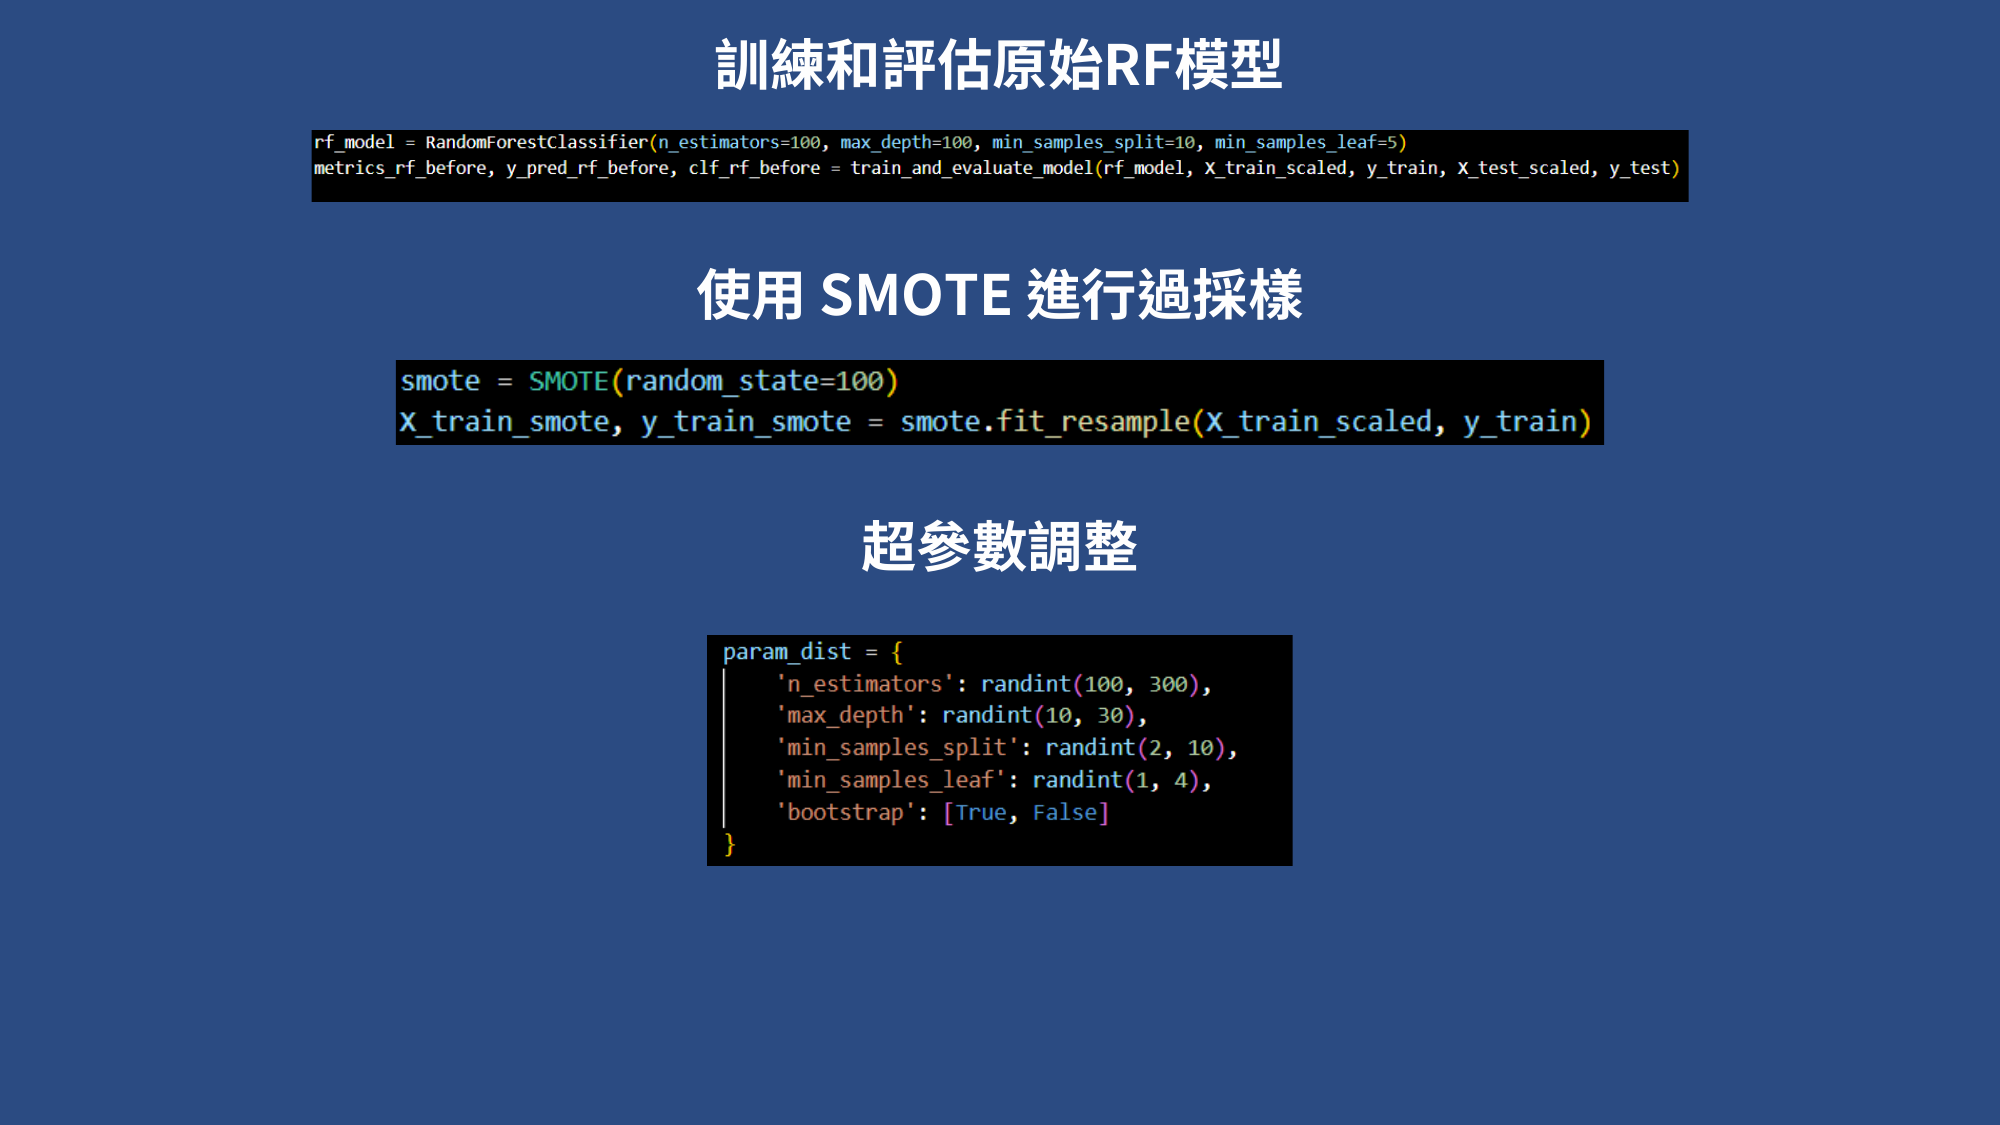 訓練和評估原始RF模型
rf_model = RandomForestClassifier(n_estimators=100, max_depth=100, min_samples_split=10, min_samples_leaf=5)
metrics_rf_before, y_pred_rf_before, clf_rf_before = train_and_evaluate_model(rf_model, X_train_scaled, y_train, X_test_scaled, y_test)
使用 SMOTE 進行過採樣
smote = SMOTE(random_state=100)
X_train_smote, y_train_smote = smote.fit_resample(X_train_scaled, y_train)
超參數調整
param_dist = {
'n_estimators': randint(100, 300),
'max_depth': randint(10, 30),
'min_samples_split': randint(2, 10),
'min_samples_leaf': randint(1, 4),
'bootstrap': [True, False]
}